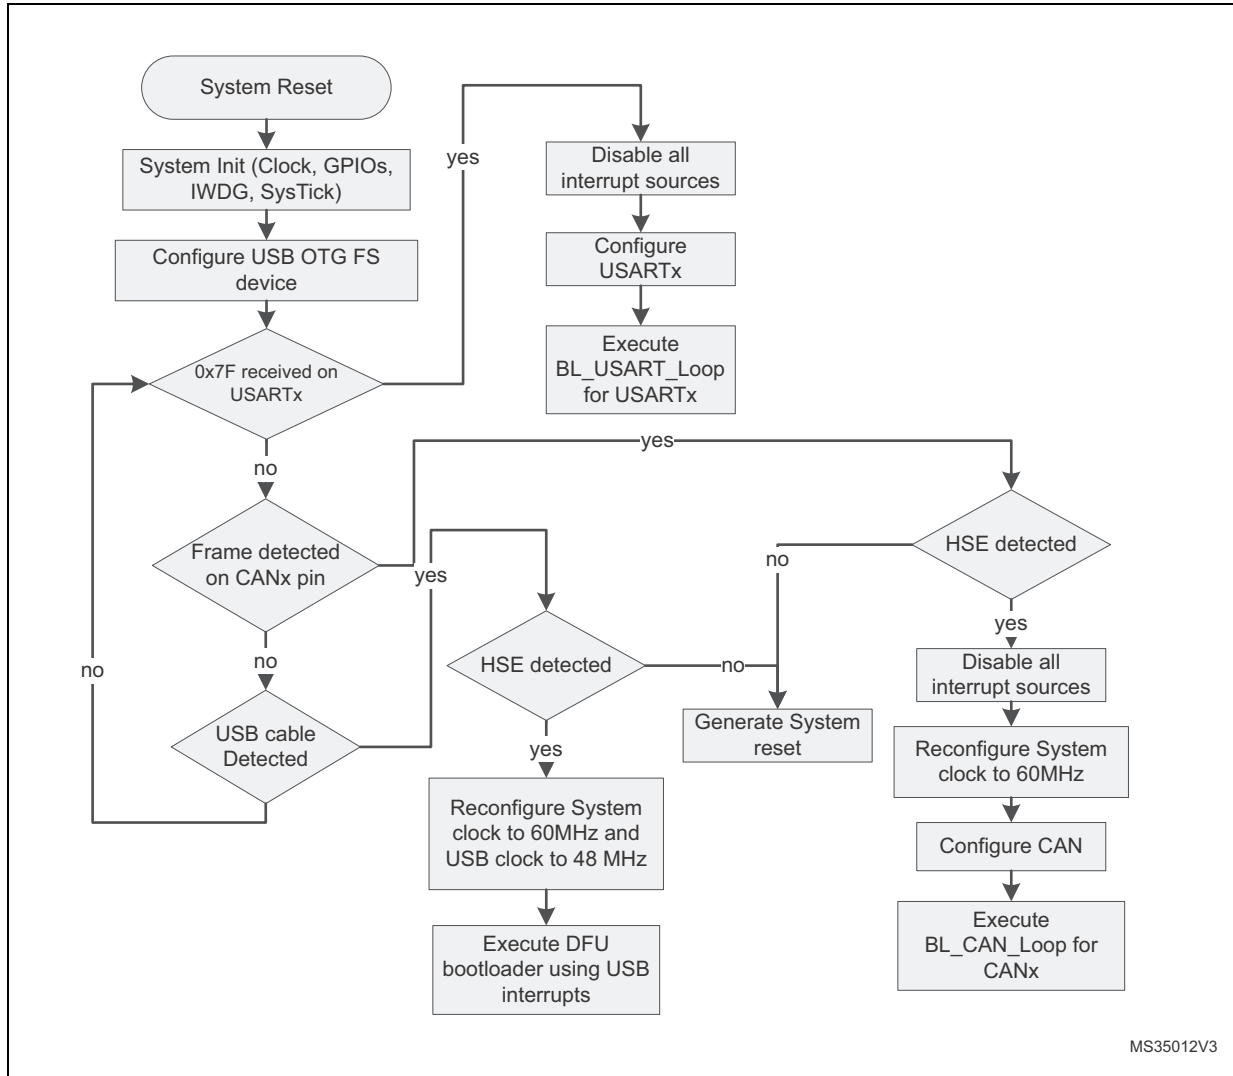 System Reset
System Init (Clock, GPIOs,
IWDG, SysTick)
Configure USB OTG FS
device
0x7F received on
USARTx
yes
Disable all
interrupt sources
Configure
USARTx
Execute
BL_USART_Loop
for USARTx
no
Frame detected
on CANx pin
yes
HSE detected
no
yes
Disable all
interrupt sources
Reconfigure System
clock to 60MHz
Configure CAN
Execute
BL_CAN_Loop for
CANx
no
USB cable
Detected
no
yes
HSE detected
no
Generate System
reset
yes
Reconfigure System
clock to 60MHz and
USB clock to 48 MHz
Execute DFU
bootloader using USB
interrupts
MS35012V3